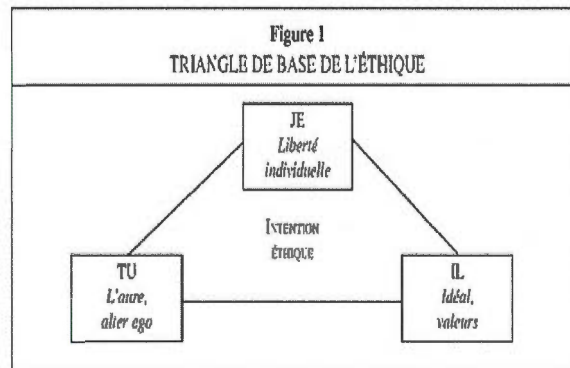 Figure 1
TRIANGLE DE BASE DE L'ÉTHIQUE
JE
Liberté
individuelle
INTENTION
ÉTHIQUE
TU
L'autre,
alter ego
IL
Idéal,
valeurs